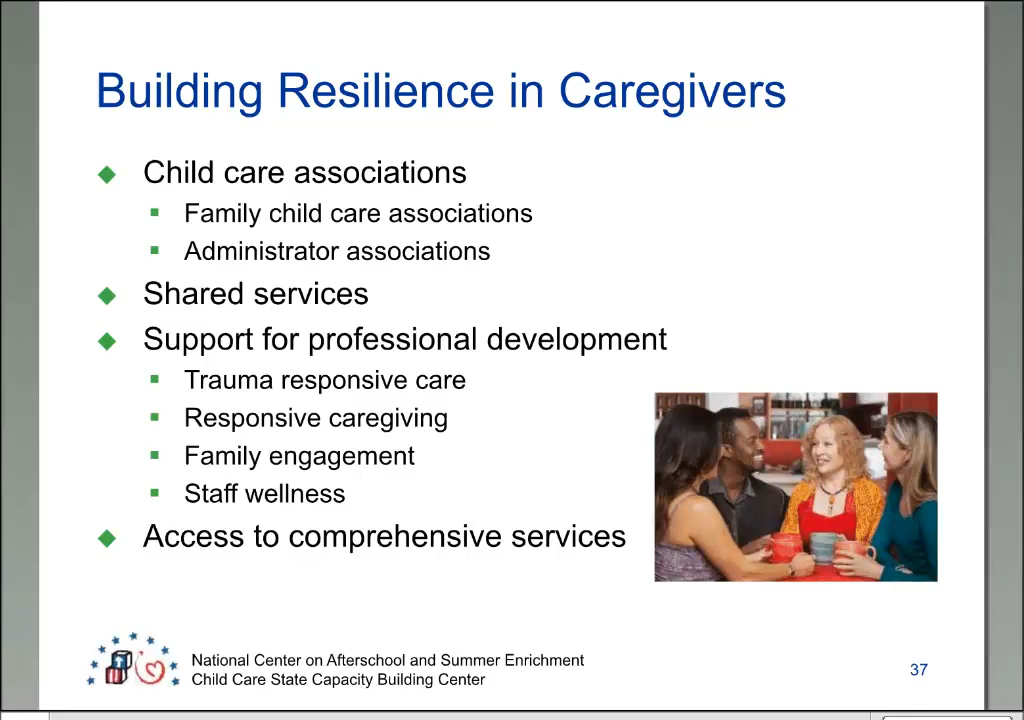 Building Resilience in Caregivers
Child care associations
Family child care associations
Administrator associations
Shared services
Support for professional development
Trauma responsive care
Responsive caregiving
Family engagement
Staff wellness
Access to comprehensive services
National Center on Afterschool and Summer Enrichment
Child Care State Capacity Building Center
37